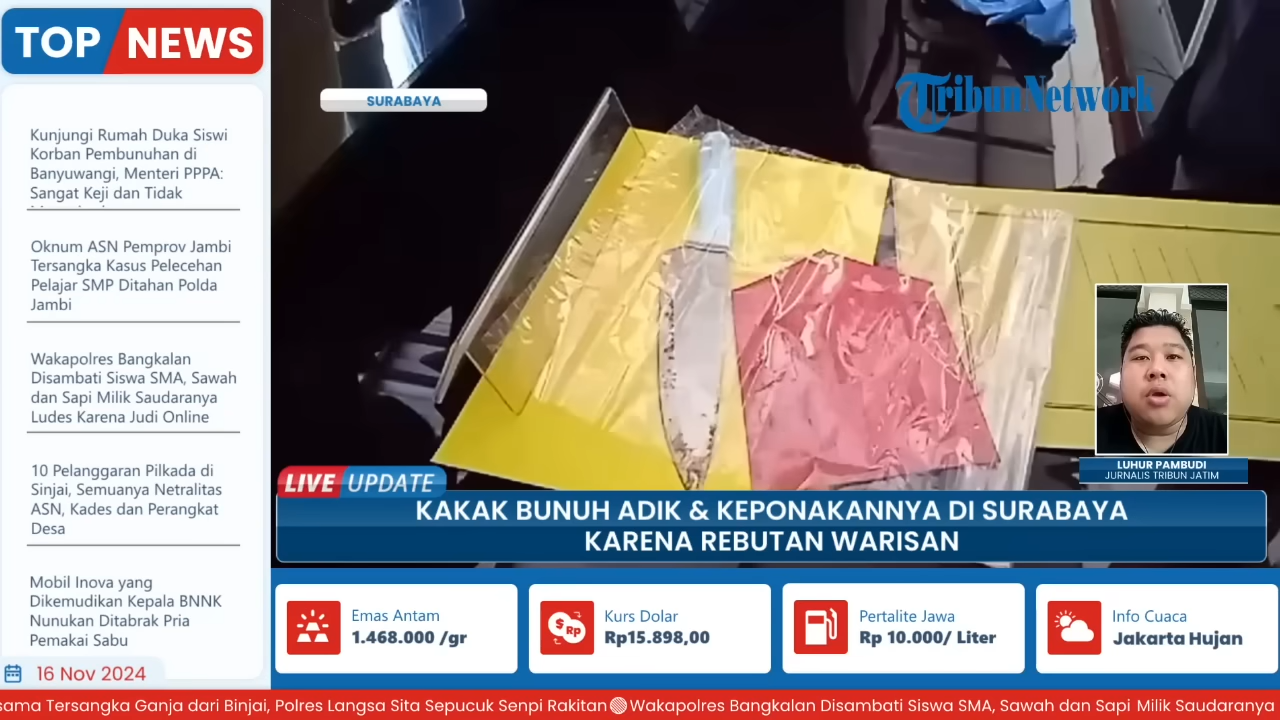 TOP NEWS
Kunjungi Rumah Duka Siswi
Korban Pembunuhan di
Banyuwangi, Menteri PPPA:
Sangat Keji dan Tidak
Oknum ASN Pemprov Jambi
Tersangka Kasus Pelecehan
Pelajar SMP Ditahan Polda
Jambi
Wakapolres Bangkalan
Disambati Siswa SMA, Sawah
dan Sapi Milik Saudaranya
Ludes Karena Judi Online
10 Pelanggaran Pilkada di
Sinjai, Semuanya Netralitas
ASN, Kades dan Perangkat
Desa
Mobil Inova yang
Dikemudikan Kepala BNNK
Nunukan Ditabrak Pria
Pemakai Sabu
16 Nov 2024
SURABAYA
TribunNetwork
LUHUR PAMBUDI
JURNALIS TRIBUN JATIM
LIVE UPDATE
KAKAK BUNUH ADIK & KEPONAKANNYA DI SURABAYA
KARENA REBUTAN WARISAN
Emas Antam
1.468.000 /gr
Kurs Dolar
Rp15.898,00
Pertalite Jawa
Rp 10.000/ Liter
Info Cuaca
Jakarta Hujan
sama Tersangka Ganja dari Binjai, Polres Langsa Sita Sepucuk Senpi Rakitan Wakapolres Bangkalan Disambati Siswa SMA, Sawah dan Sapi Milik Saudaranya